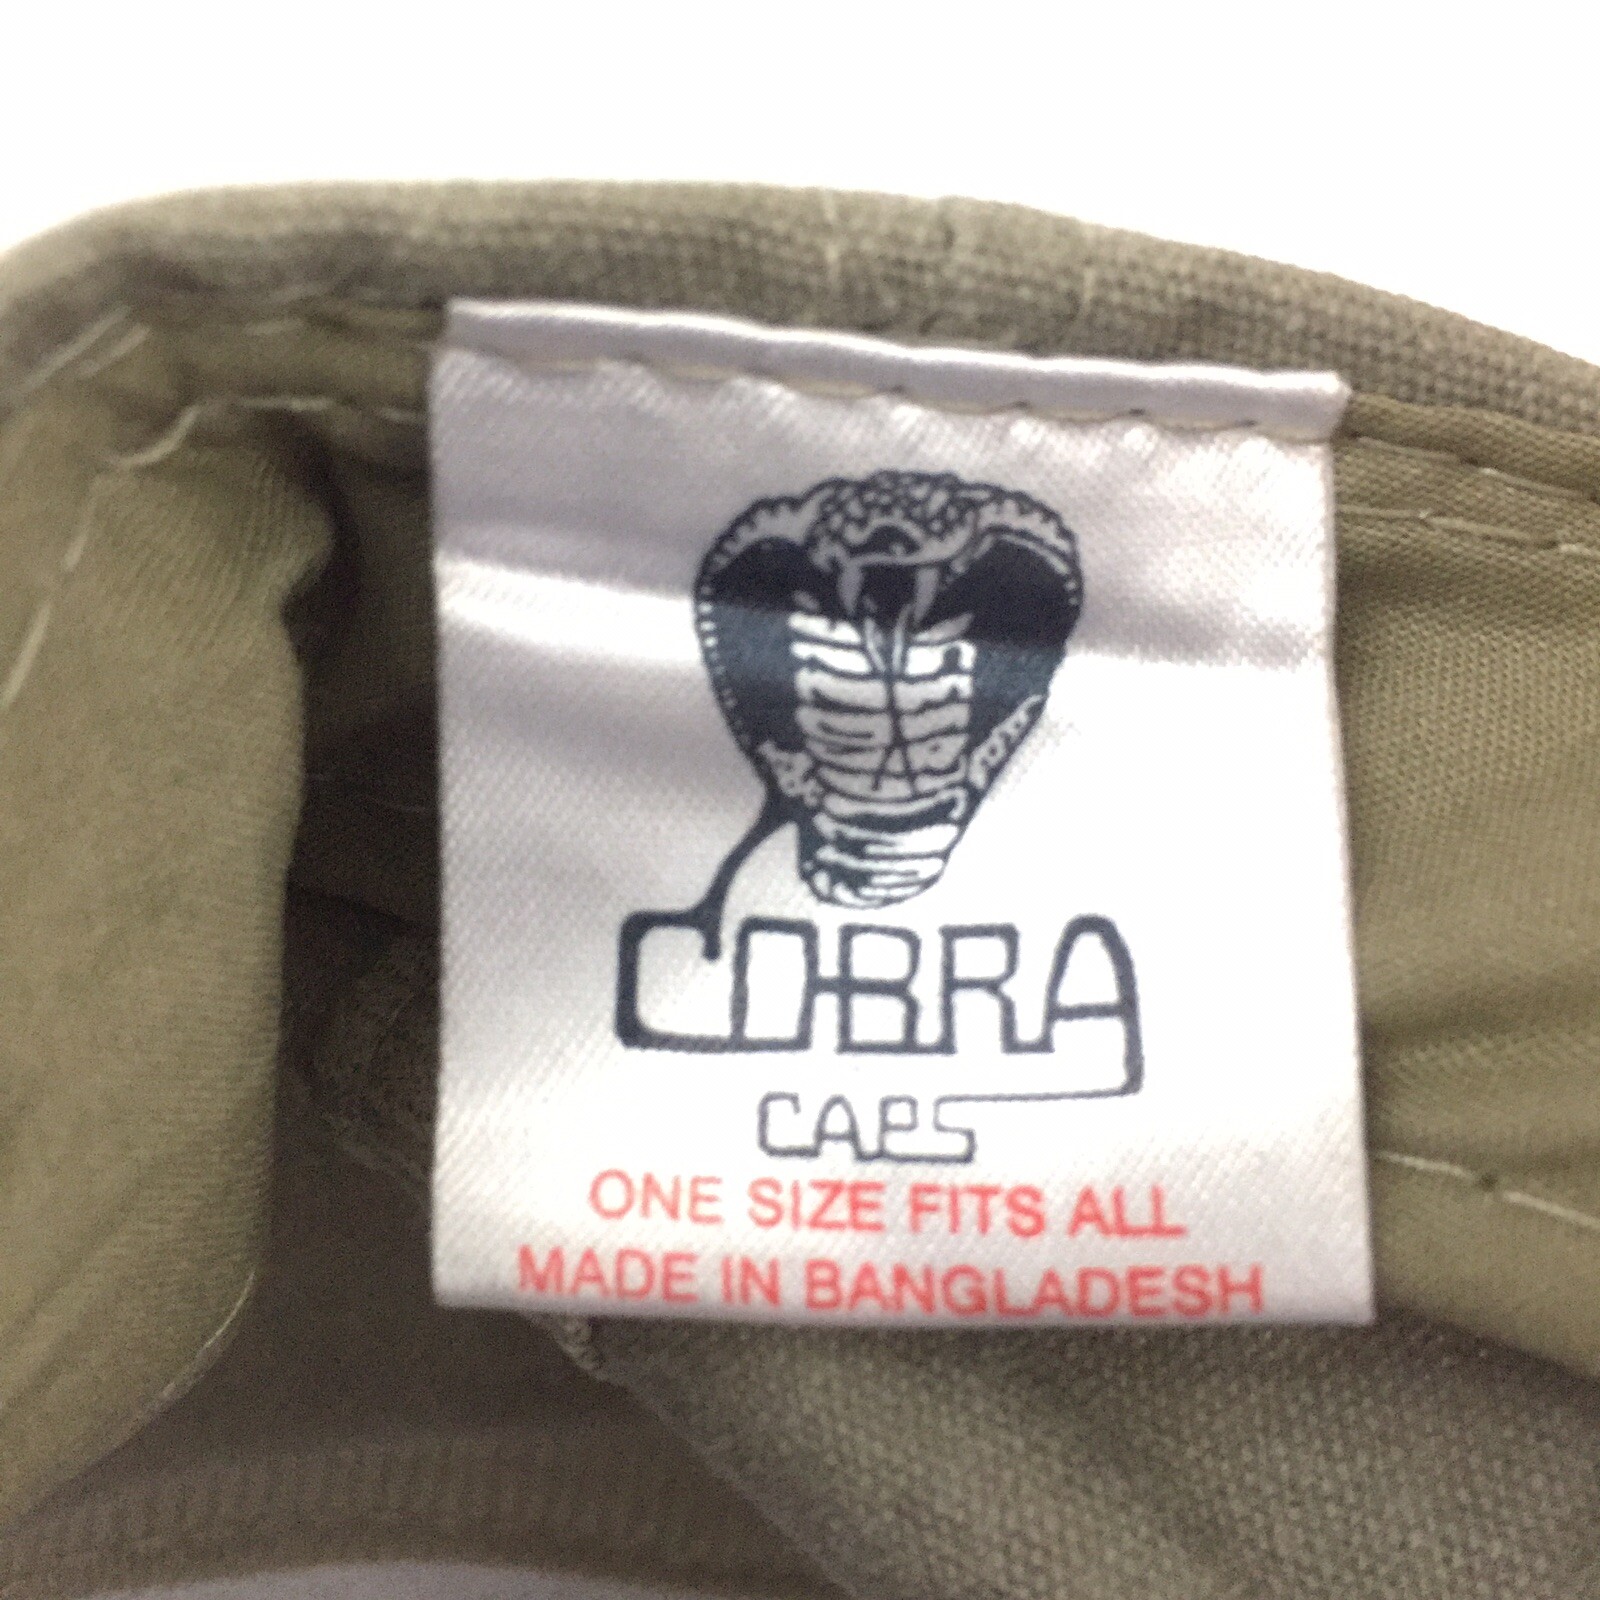 COBRA
CAPS
ONE SIZE FITS ALL
MADE IN BANGLADESH